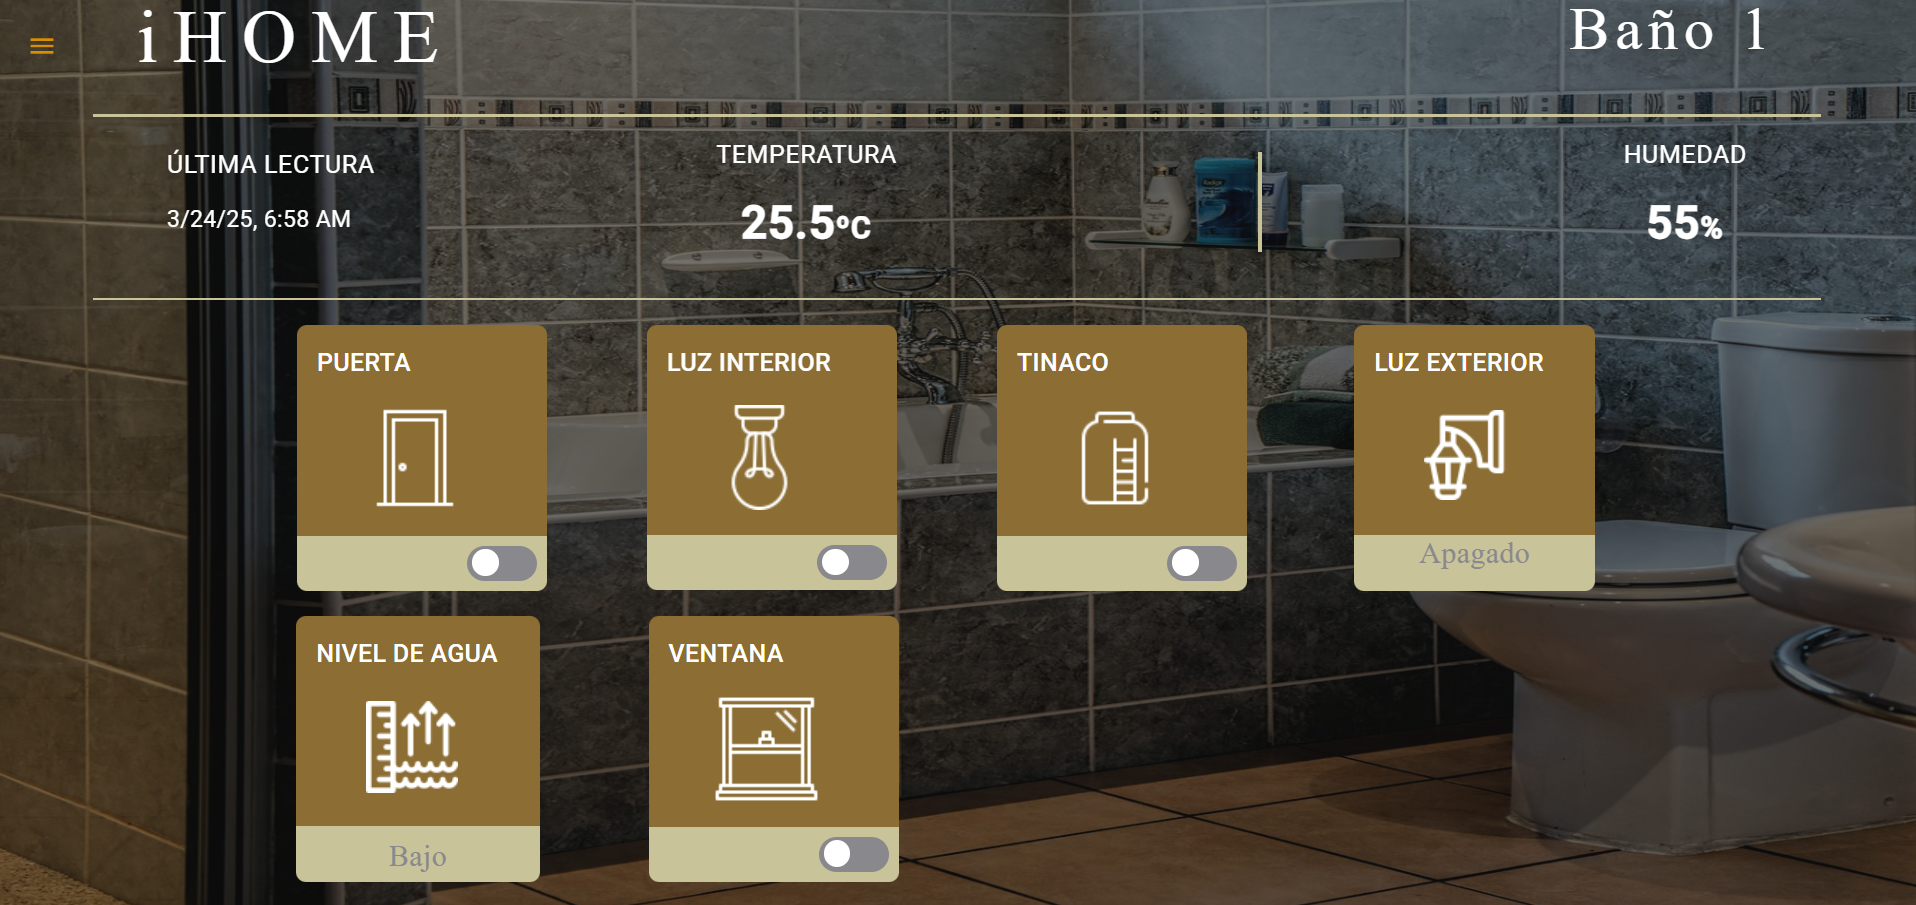 iHOME
Baño 1
ÚLTIMA LECTURA
3/24/25, 6:58 AM
TEMPERATURA
25.5ºC
HUMEDAD
55%
PUERTA
LUZ INTERIOR
TINACO
LUZ EXTERIOR
Apagado
NIVEL DE AGUA
VENTANA
Bajo